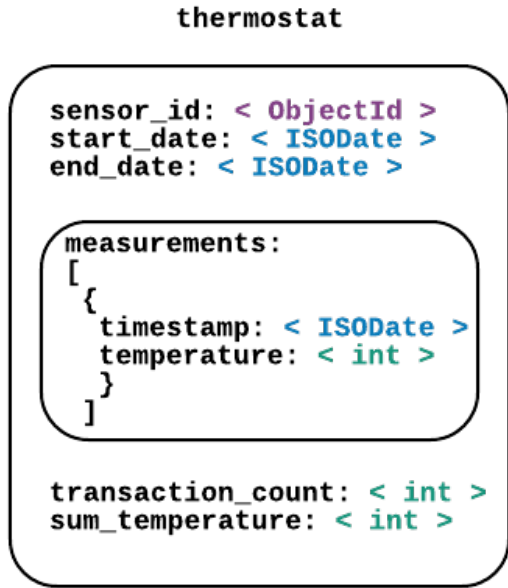 thermostat
sensor_id: < ObjectId >
start_date: < ISODate >
end_date: < ISODate >
measurements:
[
{
timestamp: < ISODate >
temperature: < int >
}
]
transaction_count: < int >
sum_temperature: < int >